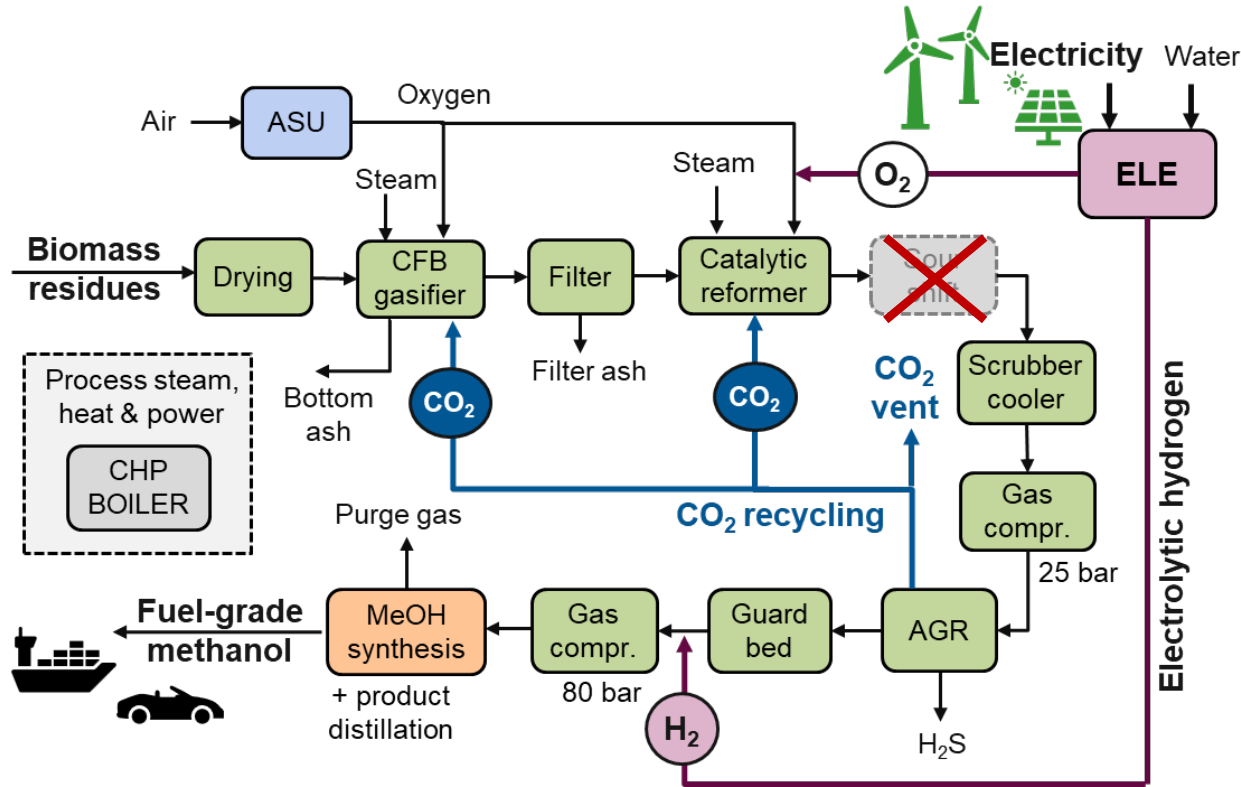 Electricity
Water
Oxygen
Air
ASU
Steam
Steam
O₂
ELE
Biomass
residues
Drying
CFB
gasifier
Filter
Catalytic
reformer
Sour
shift
Process steam,
heat & power
CHP
BOILER
Bottom
ash
Filter ash
CO₂
CO₂
CO₂
vent
Scrubber
cooler
CO₂ recycling
Gas
compr.
25 bar
Electrolytic hydrogen
Purge gas
Fuel-grade
methanol
MeOH
synthesis
+ product
distillation
Gas
compr.
80 bar
Guard
bed
AGR
H₂
H₂S